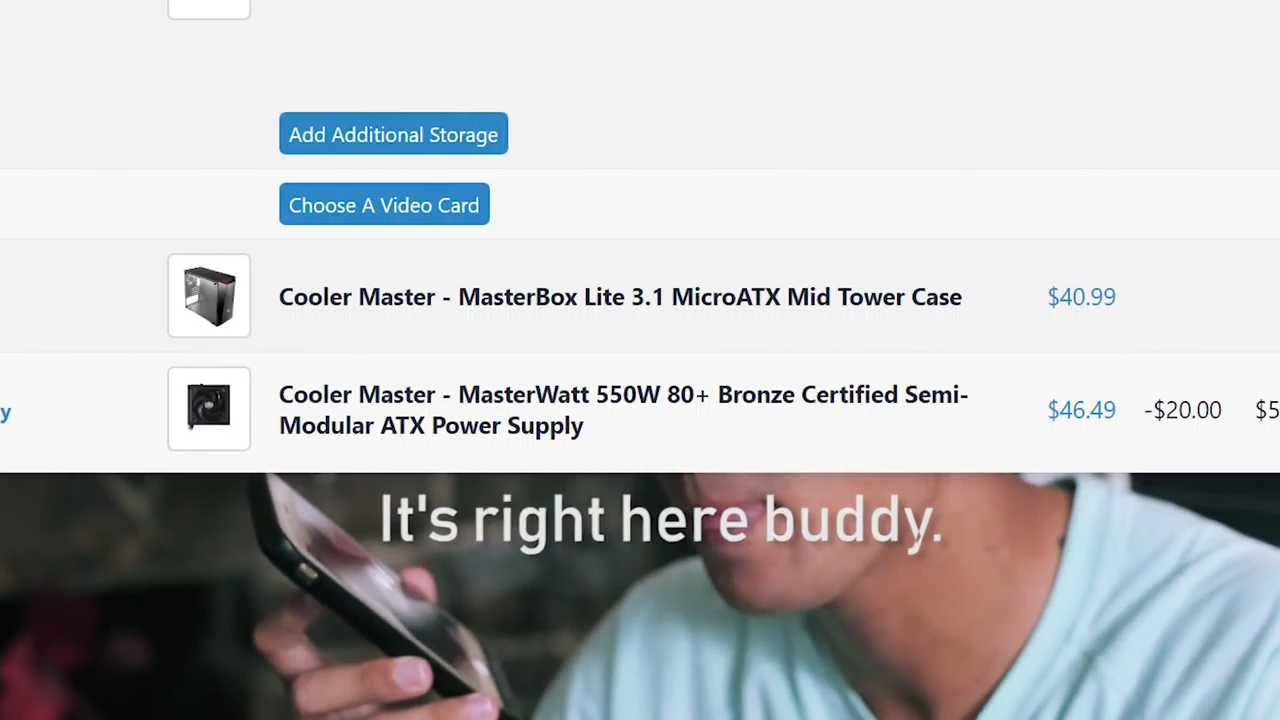 Add Additional Storage
Choose A Video Card
Cooler Master - MasterBox Lite 3.1 MicroATX Mid Tower Case
$40.99
Cooler Master - MasterWatt 550W 80+ Bronze Certified Semi-
Modular ATX Power Supply
y
$46.49
-$20.00
$5
It's right here buddy.